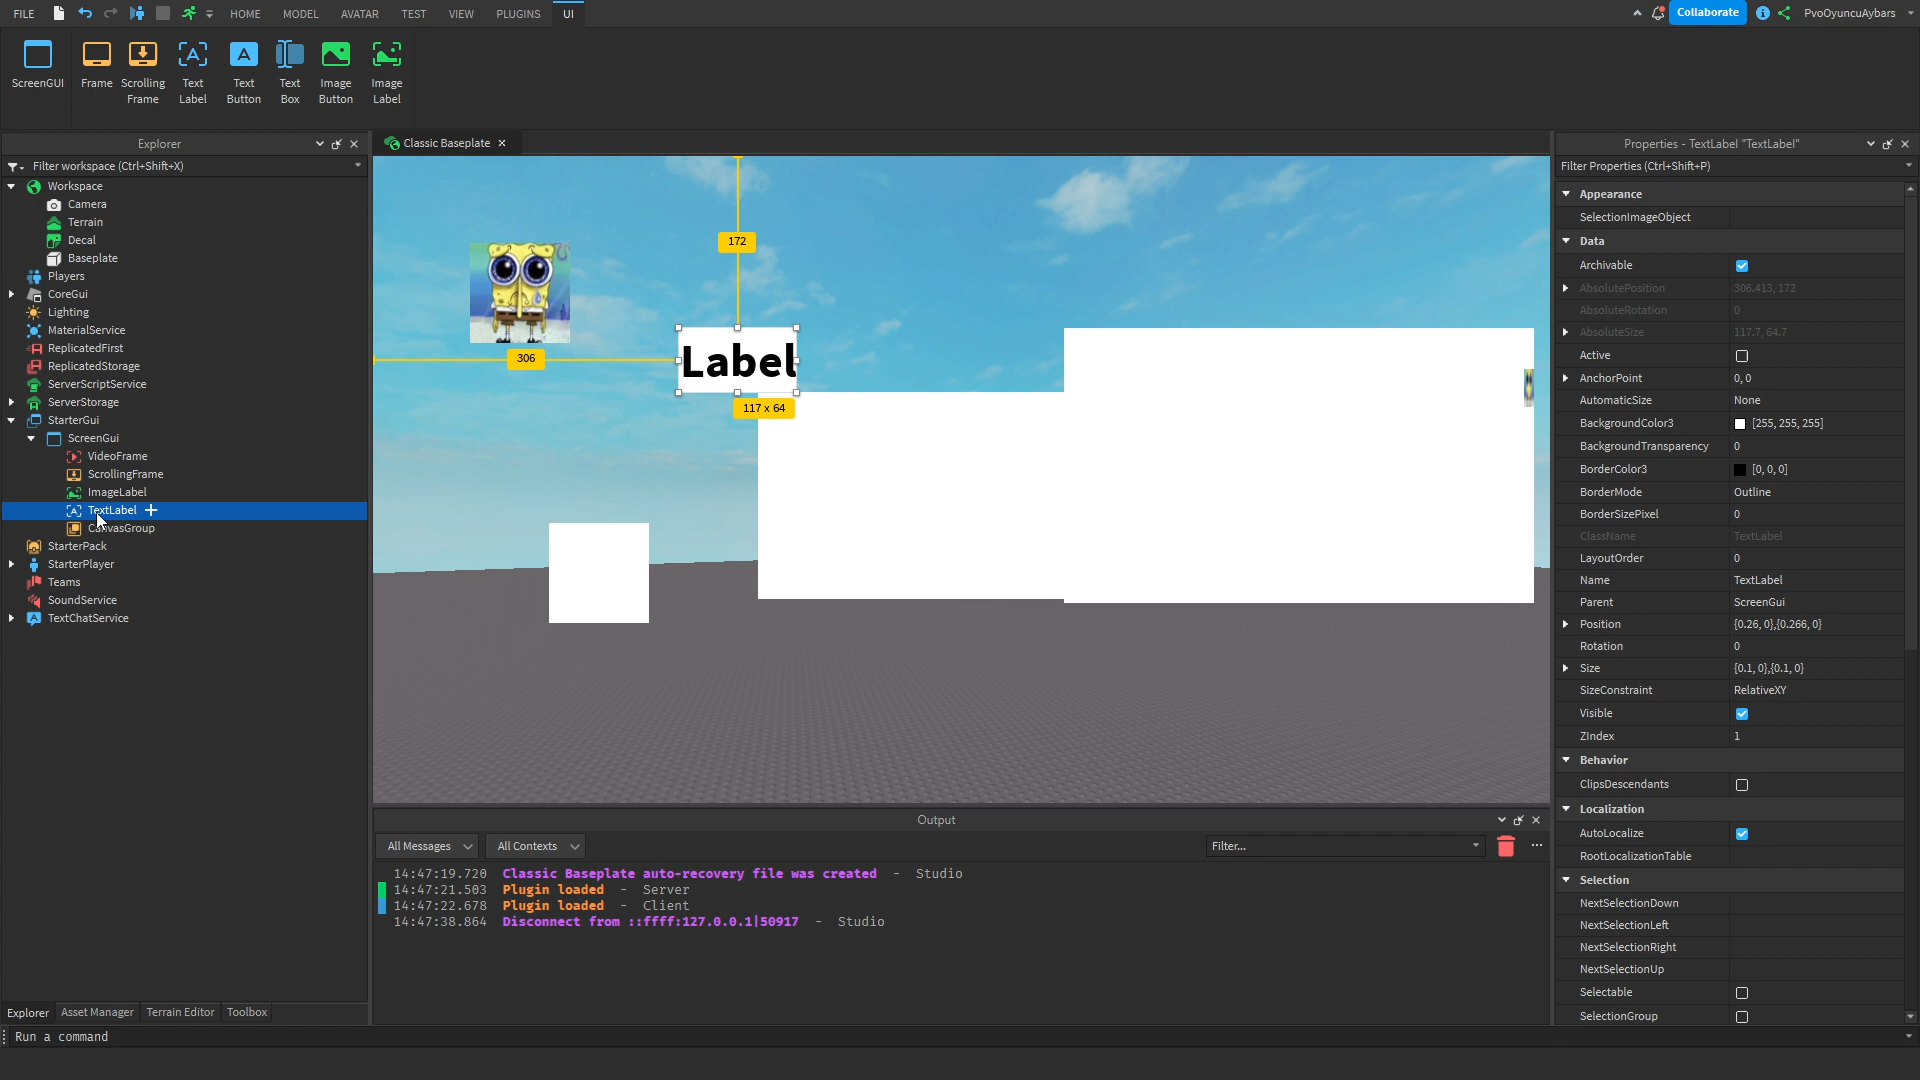 FILE HOME MODEL AVATAR TEST VIEW PLUGINS UI Collaborate PvoOyuncuAybars
ScreenGUI Frame Scrolling Frame Text Label Text Button Text Box Image Button Image Label
Explorer
Filter workspace (Ctrl+Shift+X)
Workspace
Camera
Terrain
Decal
Baseplate
Players
CoreGui
Lighting
MaterialService
ReplicatedFirst
ReplicatedStorage
ServerScriptService
ServerStorage
StarterGui
ScreenGui
VideoFrame
ScrollingFrame
ImageLabel
TextLabel
CanvasGroup
StarterPack
StarterPlayer
Teams
SoundService
TextChatService
Explorer Asset Manager Terrain Editor Toolbox
Run a command
Classic Baseplate
172
306
Label
117 x 64
Output
All Messages All Contexts Filter...
14:47:19.720 Classic Baseplate auto-recovery file was created - Studio
14:47:21.503 Plugin loaded - Server
14:47:22.678 Plugin loaded - Client
14:47:38.864 Disconnect from ::ffff:127.0.0.1|50917 - Studio
Properties - TextLabel "TextLabel"
Filter Properties (Ctrl+Shift+P)
Appearance
SelectionImageObject
Data
Archivable
AbsolutePosition 306.413, 172
AbsoluteRotation 0
AbsoluteSize 117.7, 64.7
Active
AnchorPoint 0, 0
AutomaticSize None
BackgroundColor3 [255, 255, 255]
BackgroundTransparency 0
BorderColor3 [0, 0, 0]
BorderMode Outline
BorderSizePixel 0
ClassName TextLabel
LayoutOrder 0
Name TextLabel
Parent ScreenGui
Position {0.26, 0},{0.266, 0}
Rotation 0
Size {0.1, 0},{0.1, 0}
SizeConstraint RelativeXY
Visible
ZIndex 1
Behavior
ClipsDescendants
Localization
AutoLocalize
RootLocalizationTable
Selection
NextSelectionDown
NextSelectionLeft
NextSelectionRight
NextSelectionUp
Selectable
SelectionGroup